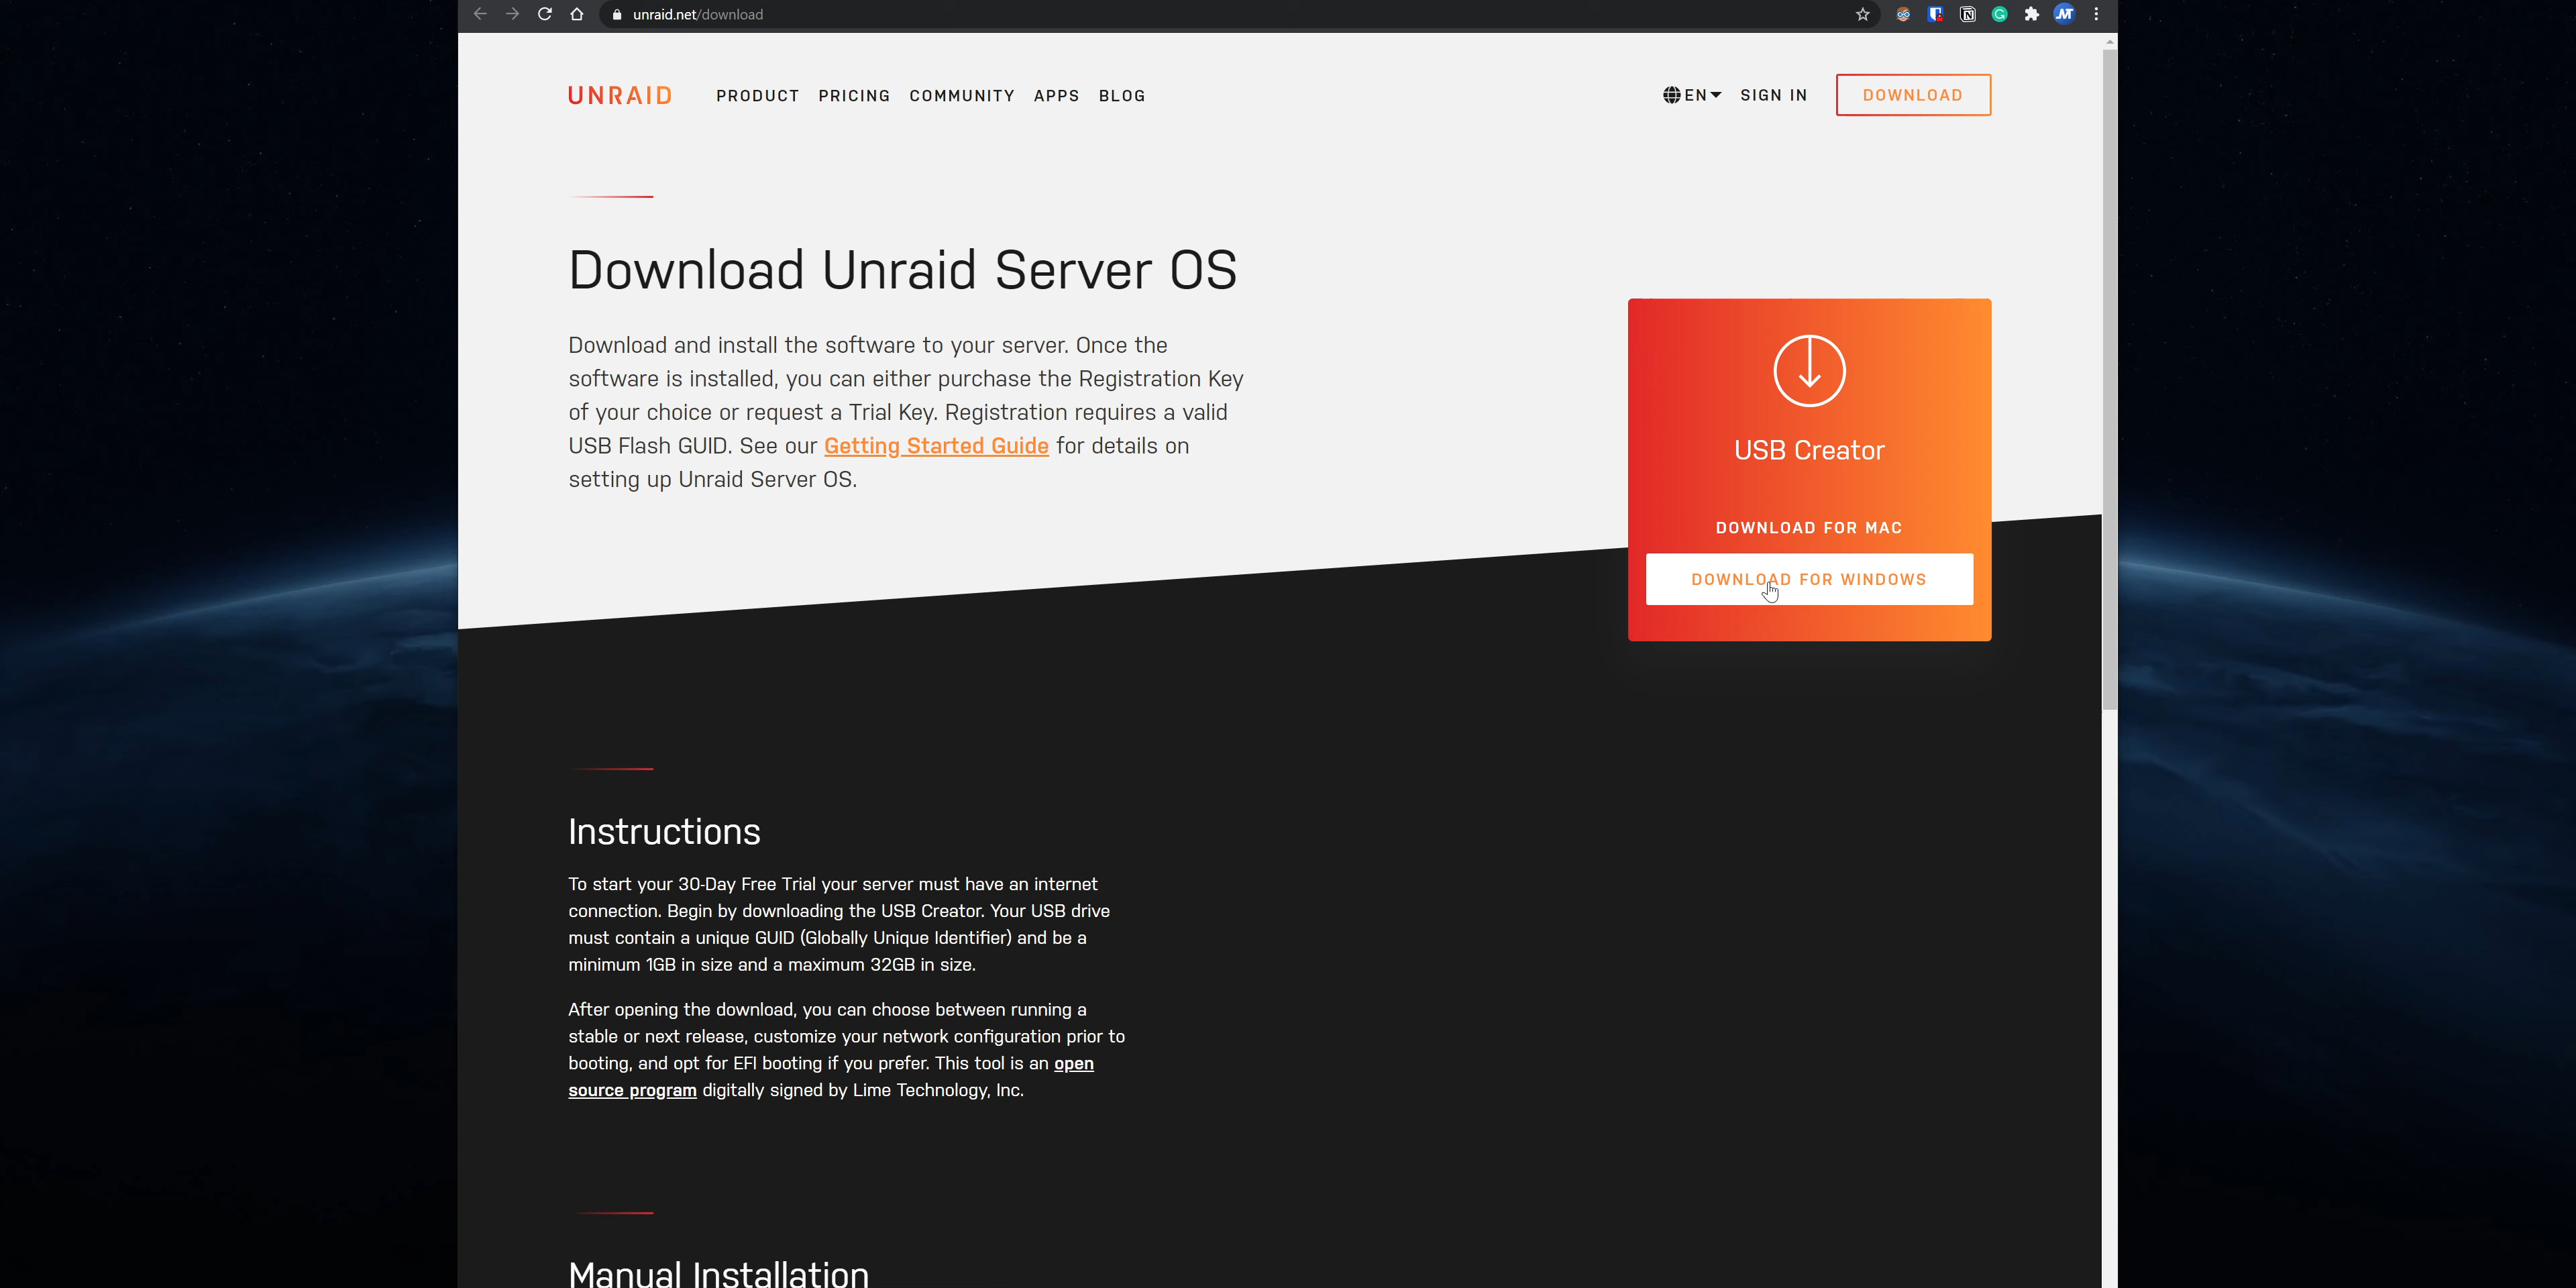 unraid.net/download
UNRAID PRODUCT PRICING COMMUNITY APPS BLOG EN SIGN IN DOWNLOAD
Download Unraid Server OS
Download and install the software to your server. Once the
software is installed, you can either purchase the Registration Key
of your choice or request a Trial Key. Registration requires a valid
USB Flash GUID. See our Getting Started Guide for details on
setting up Unraid Server OS.
USB Creator
DOWNLOAD FOR MAC
DOWNLOAD FOR WINDOWS
Instructions
To start your 30-Day Free Trial your server must have an internet
connection. Begin by downloading the USB Creator. Your USB drive
must contain a unique GUID (Globally Unique Identifier) and be a
minimum 1GB in size and a maximum 32GB in size.
After opening the download, you can choose between running a
stable or next release, customize your network configuration prior to
booting, and opt for EFI booting if you prefer. This tool is an open
source program digitally signed by Lime Technology, Inc.
Manual Installation